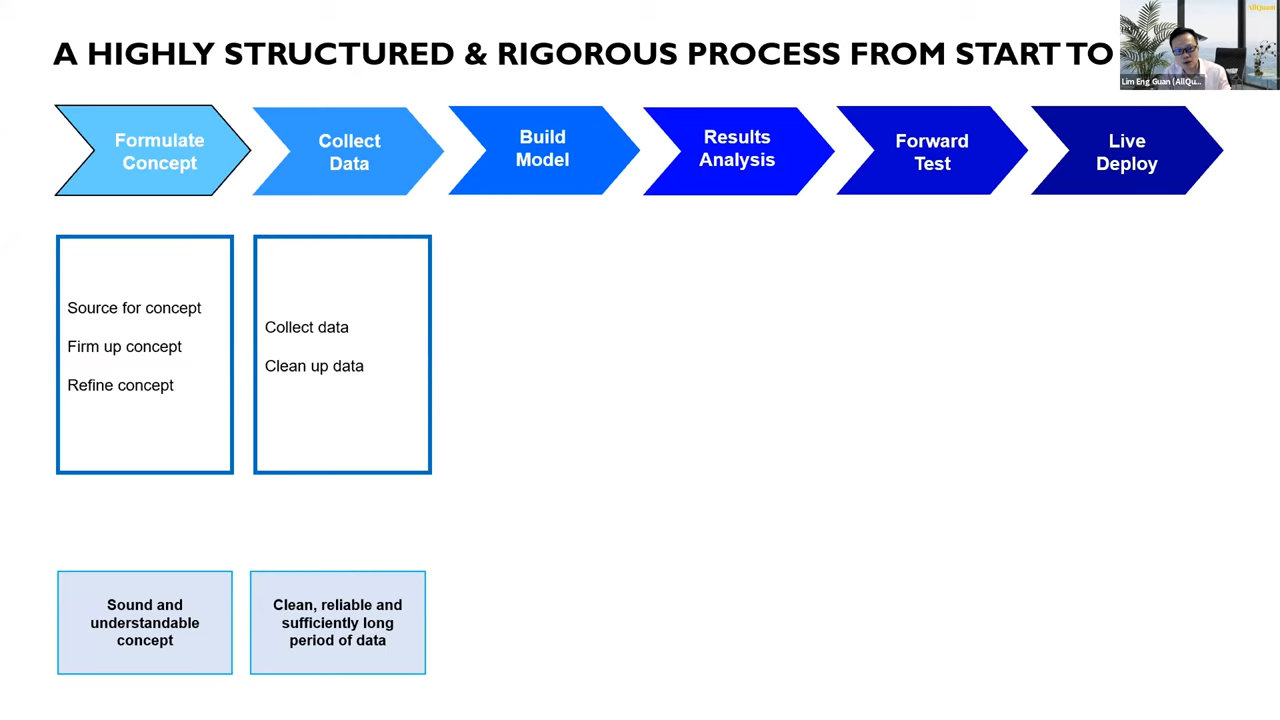 A HIGHLY STRUCTURED & RIGOROUS PROCESS FROM START TO
Lim Eng Guan (AllQu...
Formulate
Concept
Collect
Data
Build
Model
Results
Analysis
Forward
Test
Live
Deploy
Source for concept
Firm up concept
Refine concept
Collect data
Clean up data
Sound and
understandable
concept
Clean, reliable and
sufficiently long
period of data